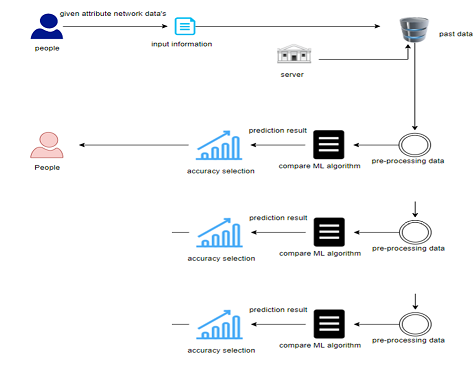 given attribute network data's
people
input information
past data
server
prediction result
pre-processing data
People
compare ML algorithm
accuracy selection
prediction result
pre-processing data
compare ML algorithm
accuracy selection
prediction result
pre-processing data
compare ML algorithm
accuracy selection